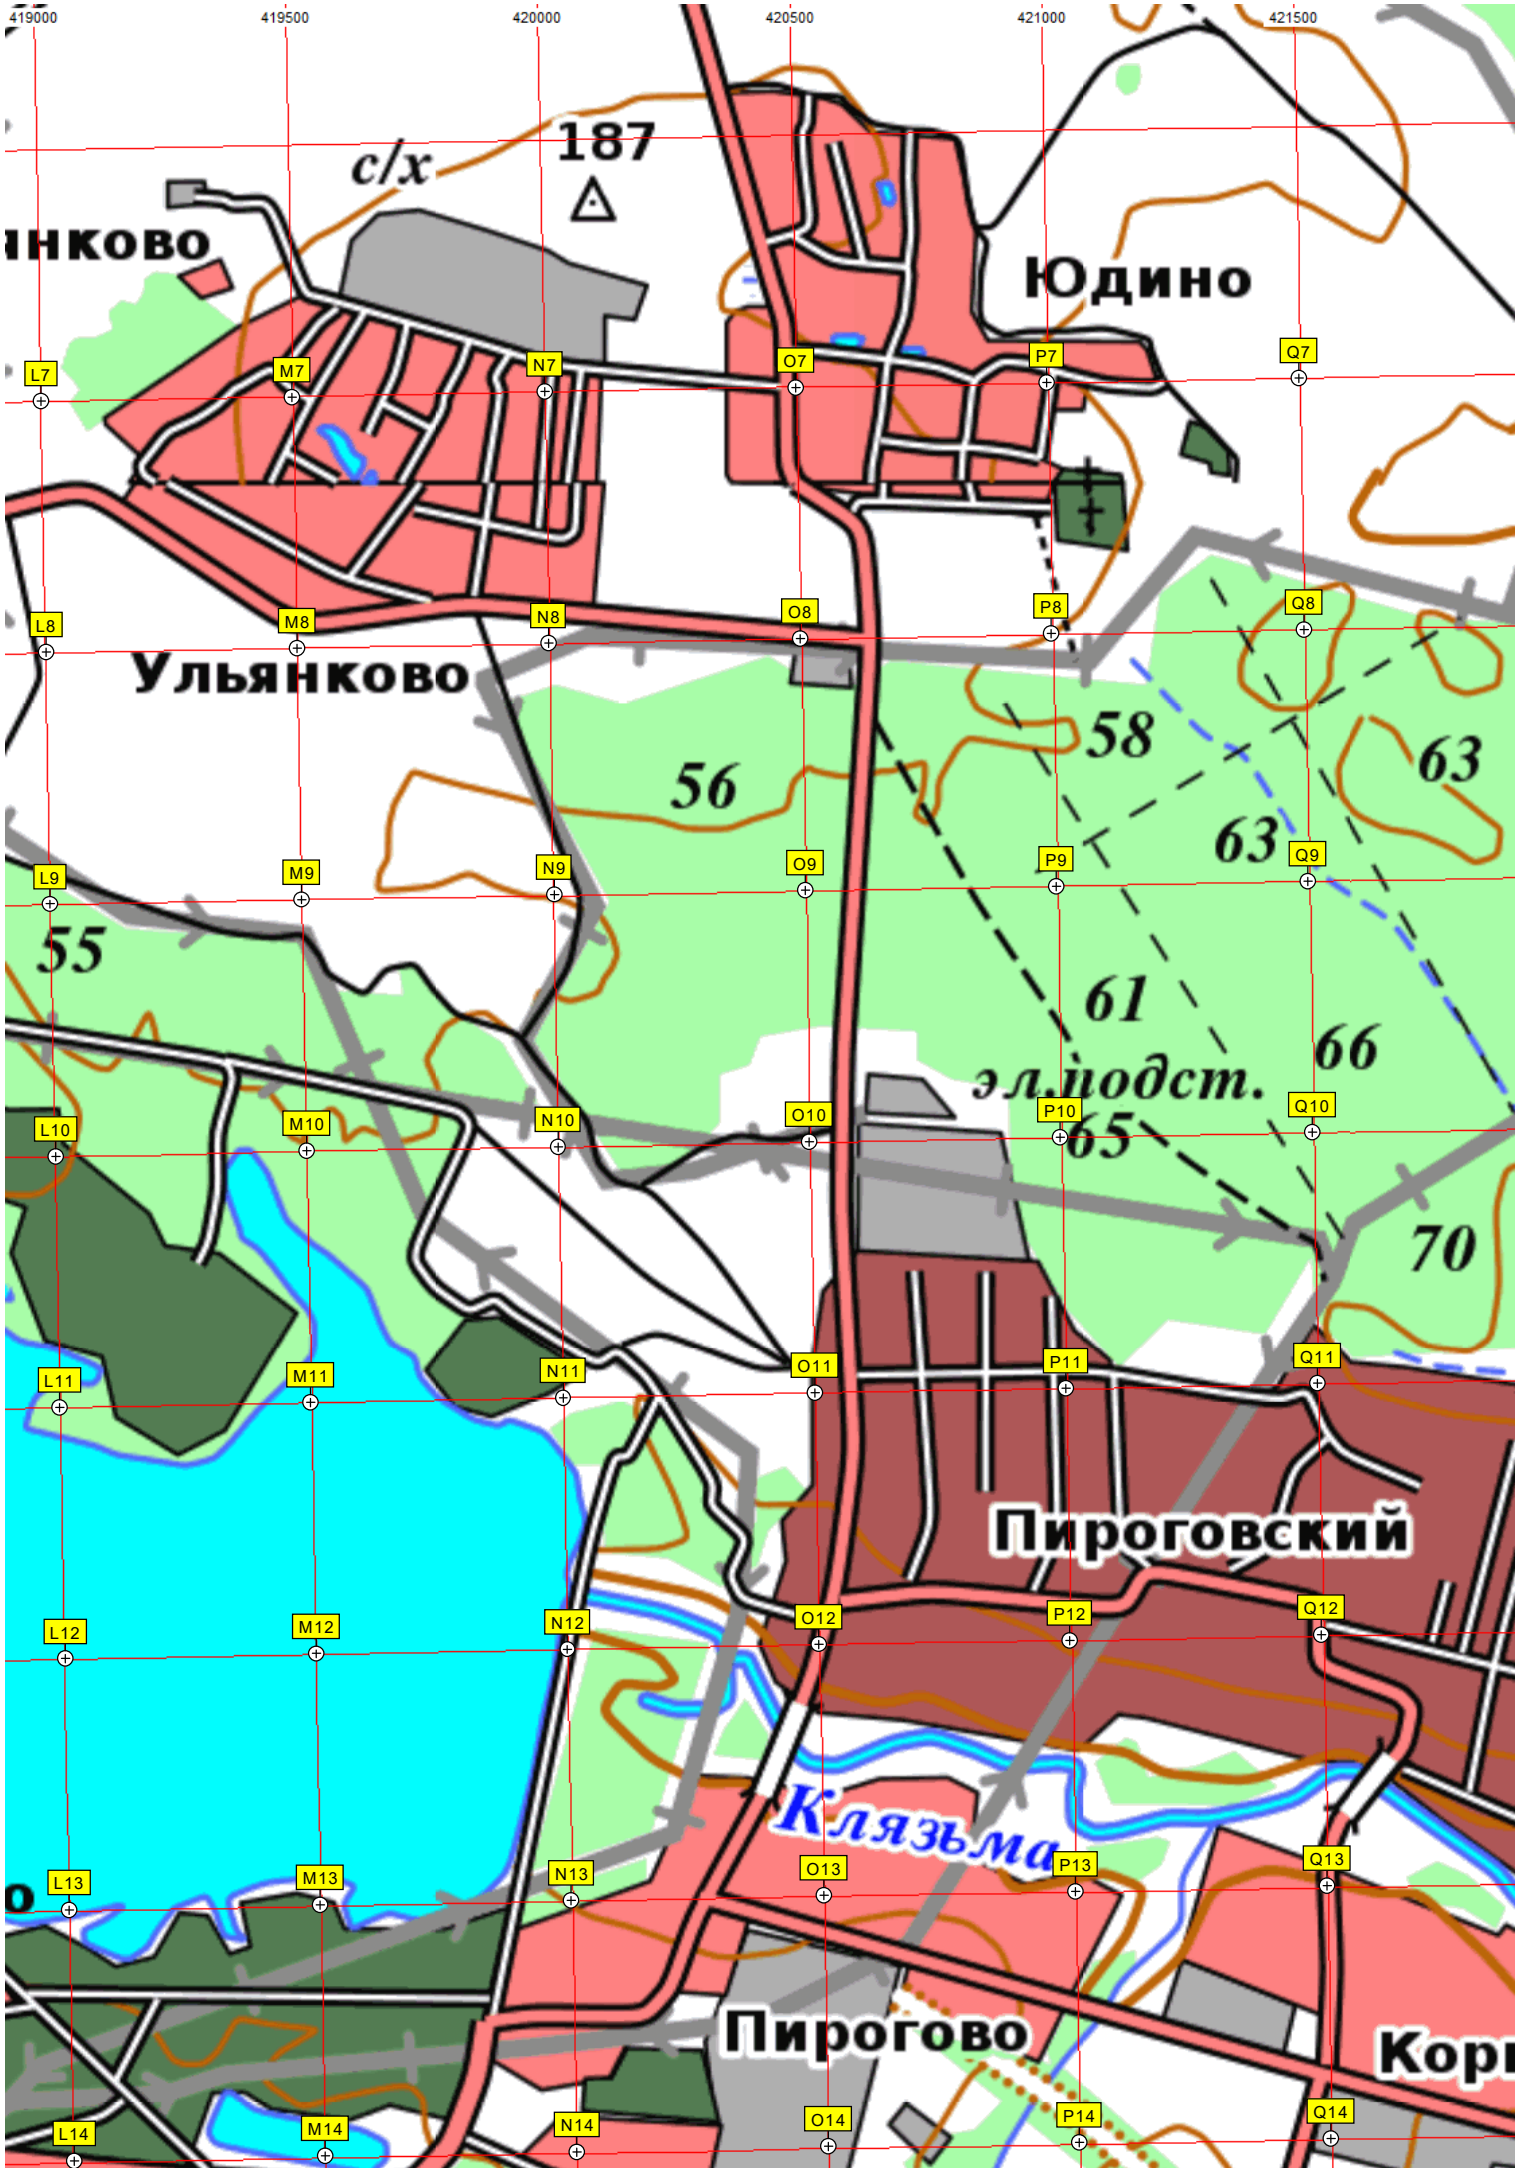 419000 419500 420000 420500 421000 421500
187
с/х
янково
Юдино
L7 M7 N7 O7 P7 Q7
L8 M8 N8 O8 P8 Q8
Ульянково
58
63
56
63
L9 M9 N9 O9 P9 Q9
55
61
66
эл.подст.
L10 M10 N10 O10 P10 Q10
65
70
L11 M11 N11 O11 P11 Q11
Пироговский
L12 M12 N12 O12 P12 Q12
Клязьма
L13 M13 N13 O13 P13 Q13
о
Пирогово
Кор
L14 M14 N14 O14 P14 Q14